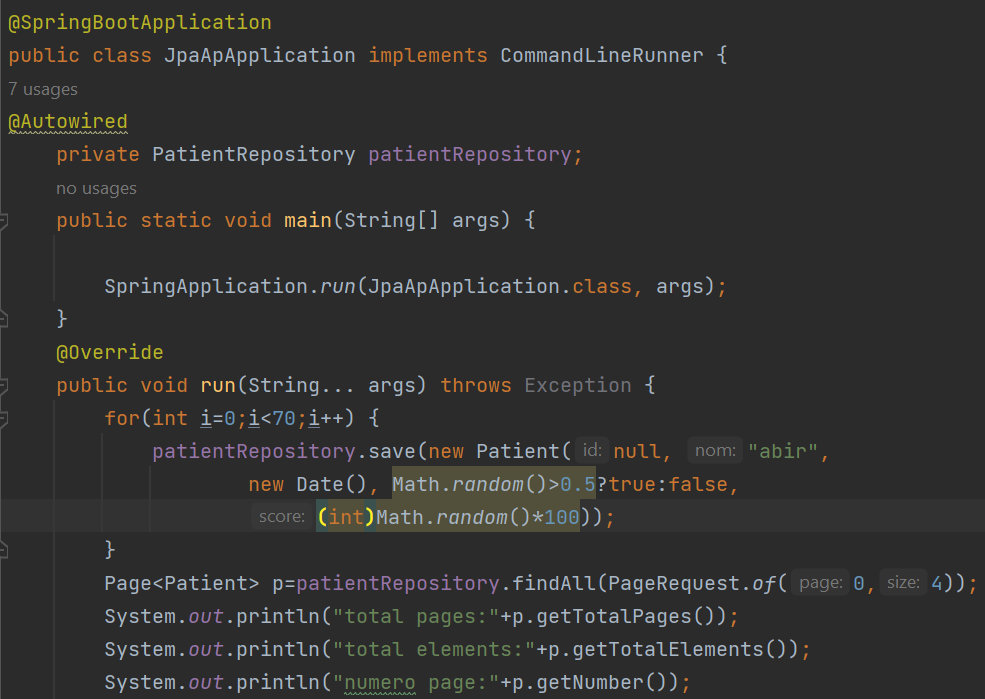 @SpringBootApplication
public class JpaApApplication implements CommandLineRunner {
7 usages
@Autowired
private PatientRepository patientRepository;
no usages
public static void main(String[] args) {
SpringApplication.run(JpaApApplication.class, args);
}
@Override
public void run(String... args) throws Exception {
for(int i=0;i<70;i++) {
patientRepository.save(new Patient( id: null, nom: "abir",
new Date(), Math.random()>0.5?true:false,
score: (int)Math.random()*100));
}
Page<Patient> p=patientRepository.findAll(PageRequest.of( page: 0, size: 4));
System.out.println("total pages:"+p.getTotalPages());
System.out.println("total elements:"+p.getTotalElements());
System.out.println("numero page:"+p.getNumber());